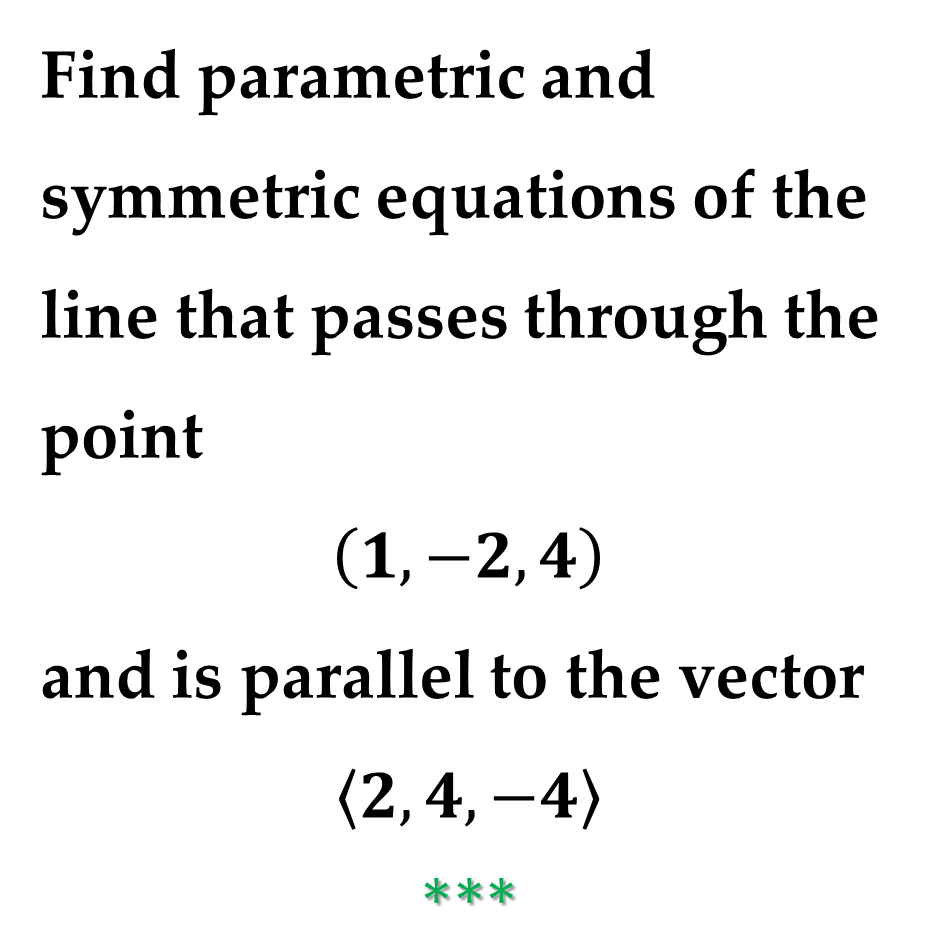 Find parametric and
symmetric equations of the
line that passes through the
point
(1, −2, 4)
and is parallel to the vector
⟨2, 4, −4⟩
***